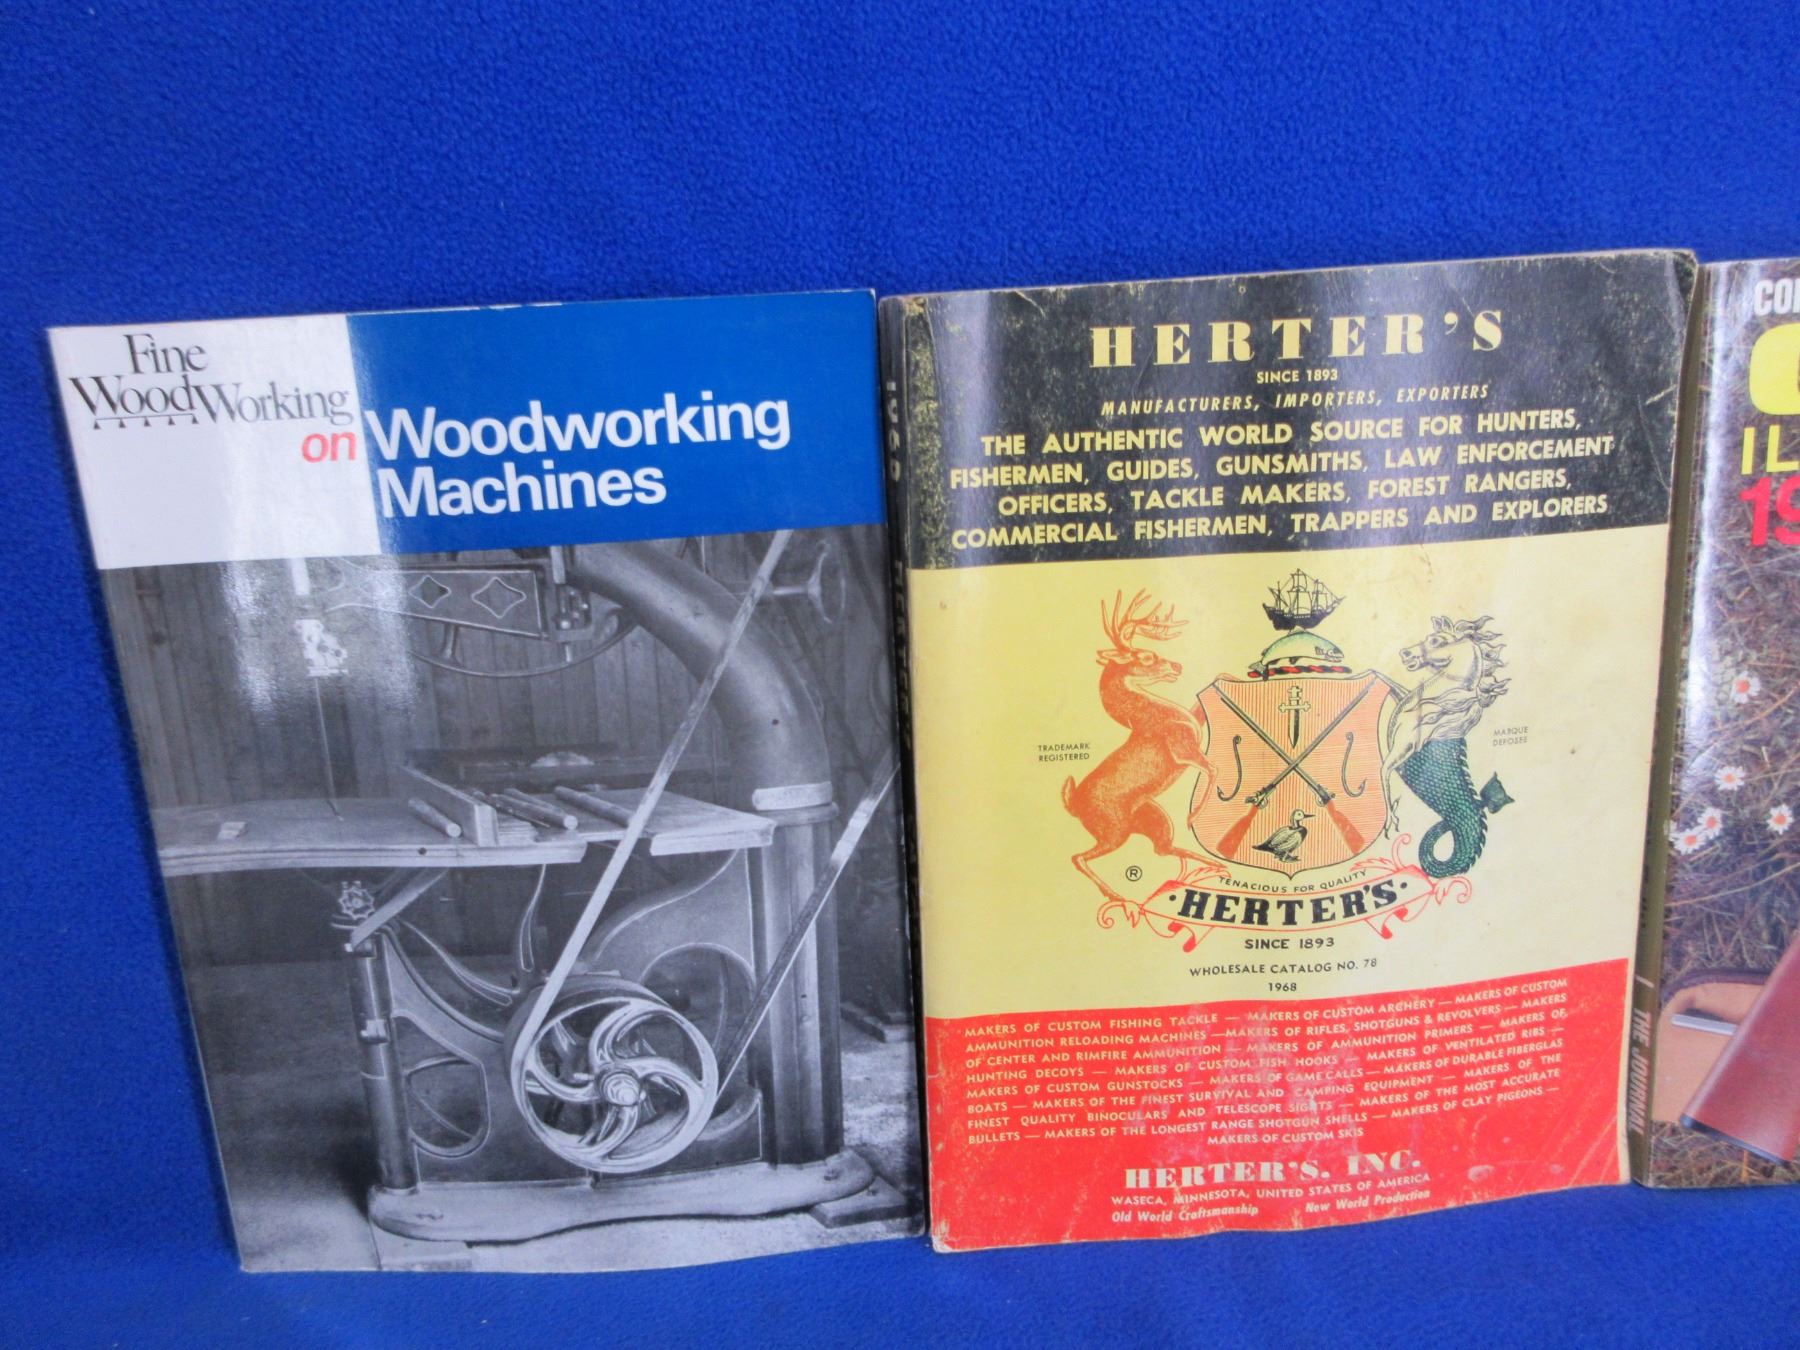 Fine
WoodWorking
on
Woodworking
Machines
HERTER'S
SINCE 1893
MANUFACTURERS, IMPORTERS, EXPORTERS
THE AUTHENTIC WORLD SOURCE FOR HUNTERS,
FISHERMEN, GUIDES, GUNSMITHS, LAW ENFORCEMENT
OFFICERS, TACKLE MAKERS, FOREST RANGERS,
COMMERCIAL FISHERMEN, TRAPPERS AND EXPLORERS
TRADEMARK
REGISTERED
MARQUE
DEPOSEE
®
TENACIOUS FOR QUALITY
·HERTER'S·
SINCE 1893
WHOLESALE CATALOG NO. 78
1968
MAKERS OF CUSTOM FISHING TACKLE — MAKERS OF CUSTOM ARCHERY — MAKERS OF CUSTOM
AMMUNITION RELOADING MACHINES — MAKERS OF RIFLES, SHOTGUNS & REVOLVERS — MAKERS
OF CENTER AND RIMFIRE AMMUNITION — MAKERS OF AMMUNITION PRIMERS — MAKERS OF
HUNTING DECOYS — MAKERS OF CUSTOM FISH HOOKS — MAKERS OF VENTILATED RIBS —
MAKERS OF CUSTOM GUNSTOCKS — MAKERS OF GAME CALLS — MAKERS OF DURABLE FIBERGLAS
BOATS — MAKERS OF THE FINEST SURVIVAL AND CAMPING EQUIPMENT — MAKERS OF THE
FINEST QUALITY BINOCULARS AND TELESCOPE SIGHTS — MAKERS OF THE MOST ACCURATE
BULLETS — MAKERS OF THE LONGEST RANGE SHOTGUN SHELLS — MAKERS OF CLAY PIGEONS —
MAKERS OF CUSTOM SKIS
HERTER'S, INC.
WASECA, MINNESOTA, UNITED STATES OF AMERICA
Old World Craftsmanship New World Production
THE JOURNAL